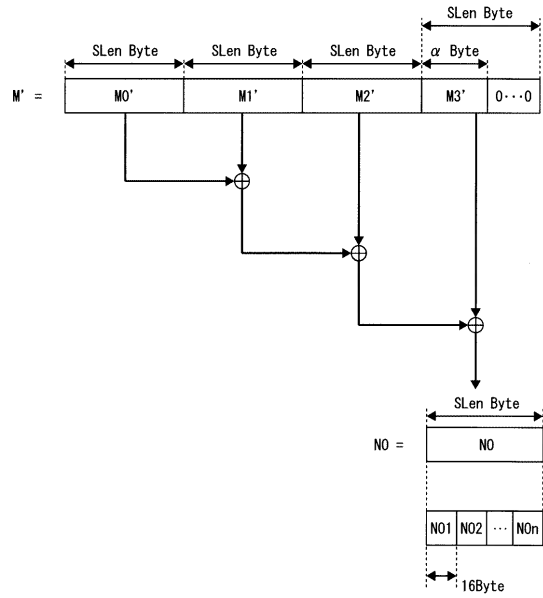 SLen Byte
SLen Byte SLen Byte SLen Byte α Byte
M' = M0' M1' M2' M3' 0···0
SLen Byte
N0 = N0
N01 N02 ··· N0n
16Byte